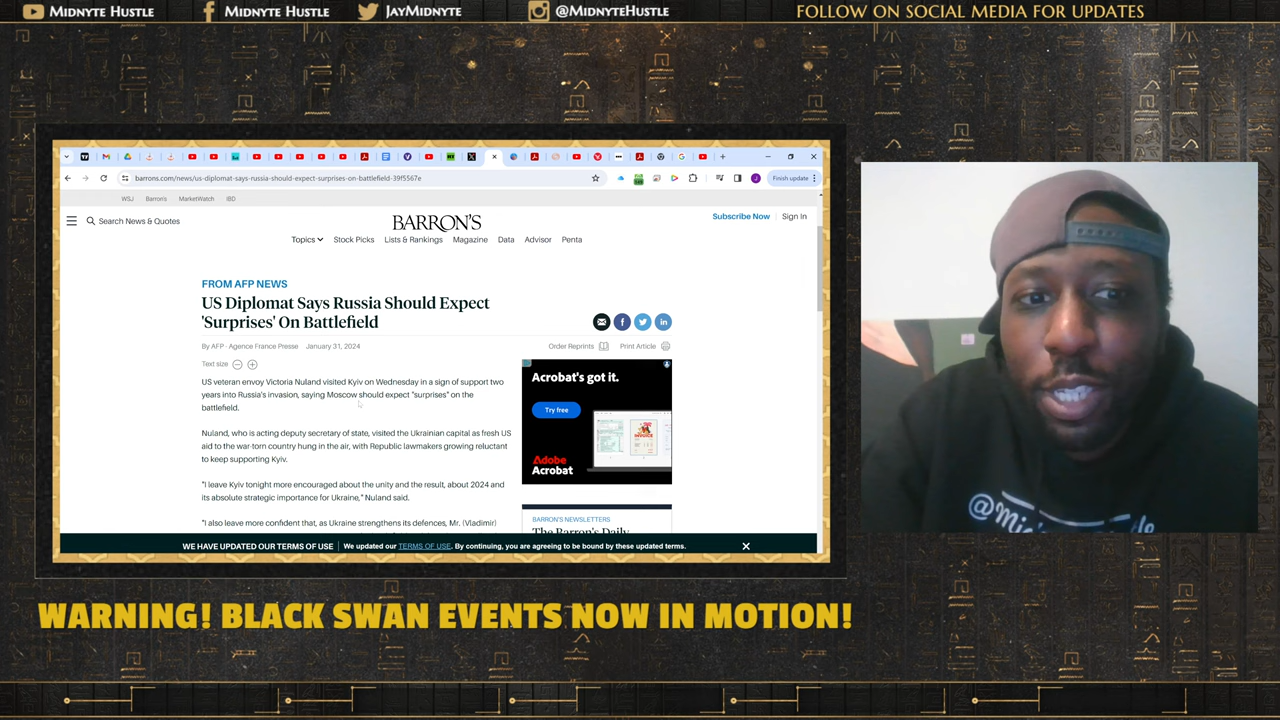 MIDNYTE HUSTLE MIDNYTE HUSTLE JAYMIDNYTE @MIDNYTEHUSTLE FOLLOW ON SOCIAL MEDIA FOR UPDATES
barrons.com/news/us-diplomat-says-russia-should-expect-surprises-on-battlefield-39f5567e
Finish update
WSJ Barron's MarketWatch IBD
Search News & Quotes
BARRON'S
Subscribe Now Sign In
Topics Stock Picks Lists & Rankings Magazine Data Advisor Penta
FROM AFP NEWS
US Diplomat Says Russia Should Expect
'Surprises' On Battlefield
By AFP - Agence France Presse January 31, 2024
Order Reprints Print Article
Text size
US veteran envoy Victoria Nuland visited Kyiv on Wednesday in a sign of support two
years into Russia's invasion, saying Moscow should expect "surprises" on the
battlefield.
Nuland, who is acting deputy secretary of state, visited the Ukrainian capital as fresh US
aid to the war-torn country hung in the air, with Republic lawmakers growing reluctant
to keep supporting Kyiv.
"I leave Kyiv tonight more encouraged about the unity and the result, about 2024 and
its absolute strategic importance for Ukraine," Nuland said.
"I also leave more confident that, as Ukraine strengthens its defences, Mr. (Vladimir)
Acrobat's got it.
Try free
INVOICE
Adobe
Acrobat
BARRON'S NEWSLETTERS
The Barron's Daily
WE HAVE UPDATED OUR TERMS OF USE We updated our TERMS OF USE. By continuing, you are agreeing to be bound by these updated terms.
WARNING! BLACK SWAN EVENTS NOW IN MOTION!